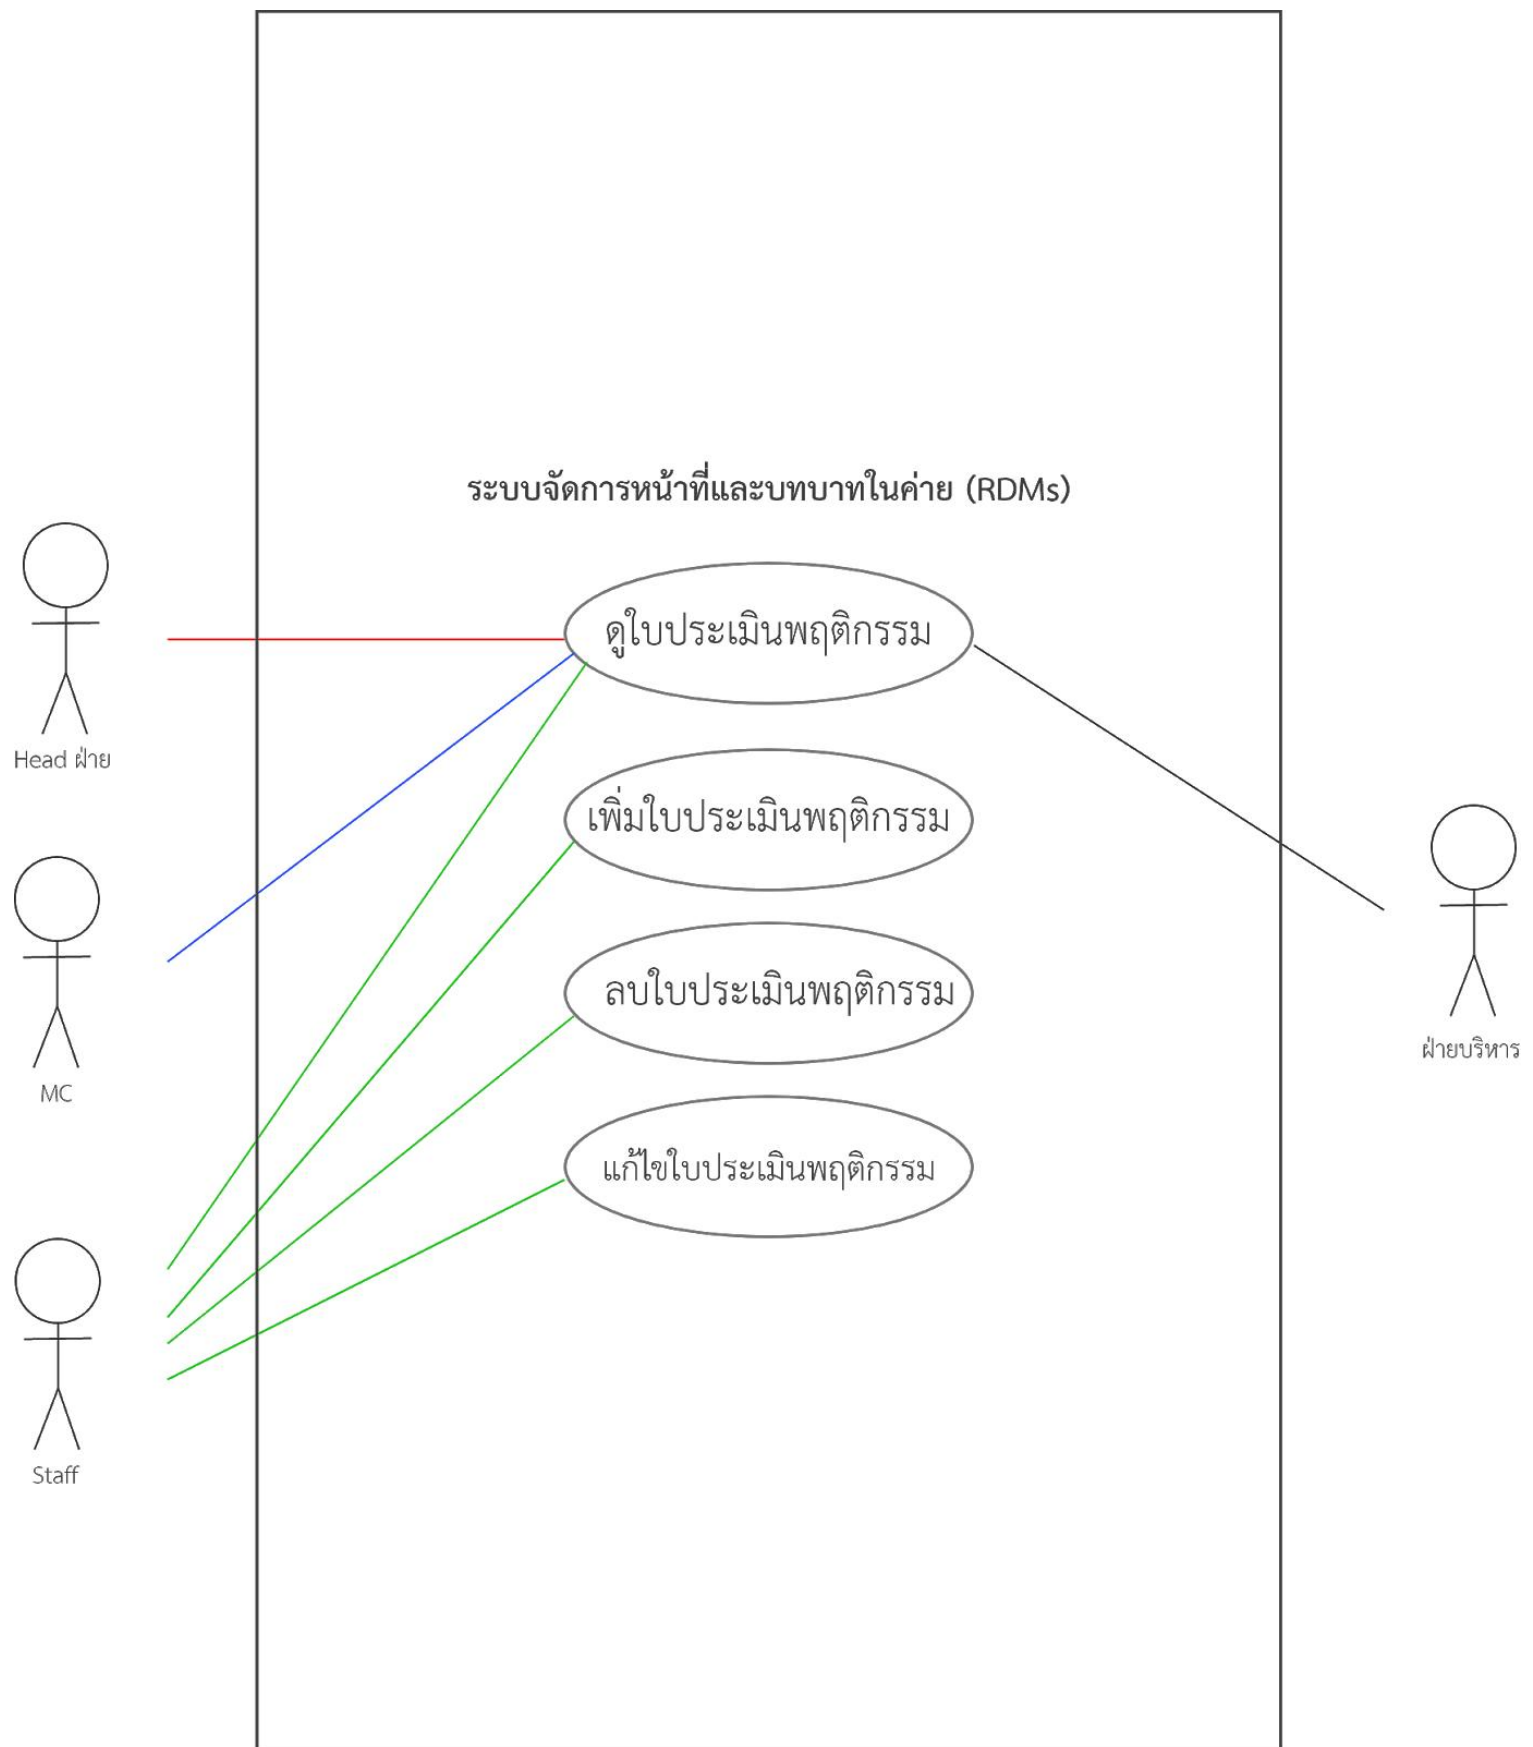 ระบบจัดการหน้าที่และบทบาทในค่าย (RDMs)
ดูใบประเมินพฤติกรรม
Head ฝ่าย
เพิ่มใบประเมินพฤติกรรม
ลบใบประเมินพฤติกรรม
ฝ่ายบริหาร
MC
แก้ไขใบประเมินพฤติกรรม
Staff